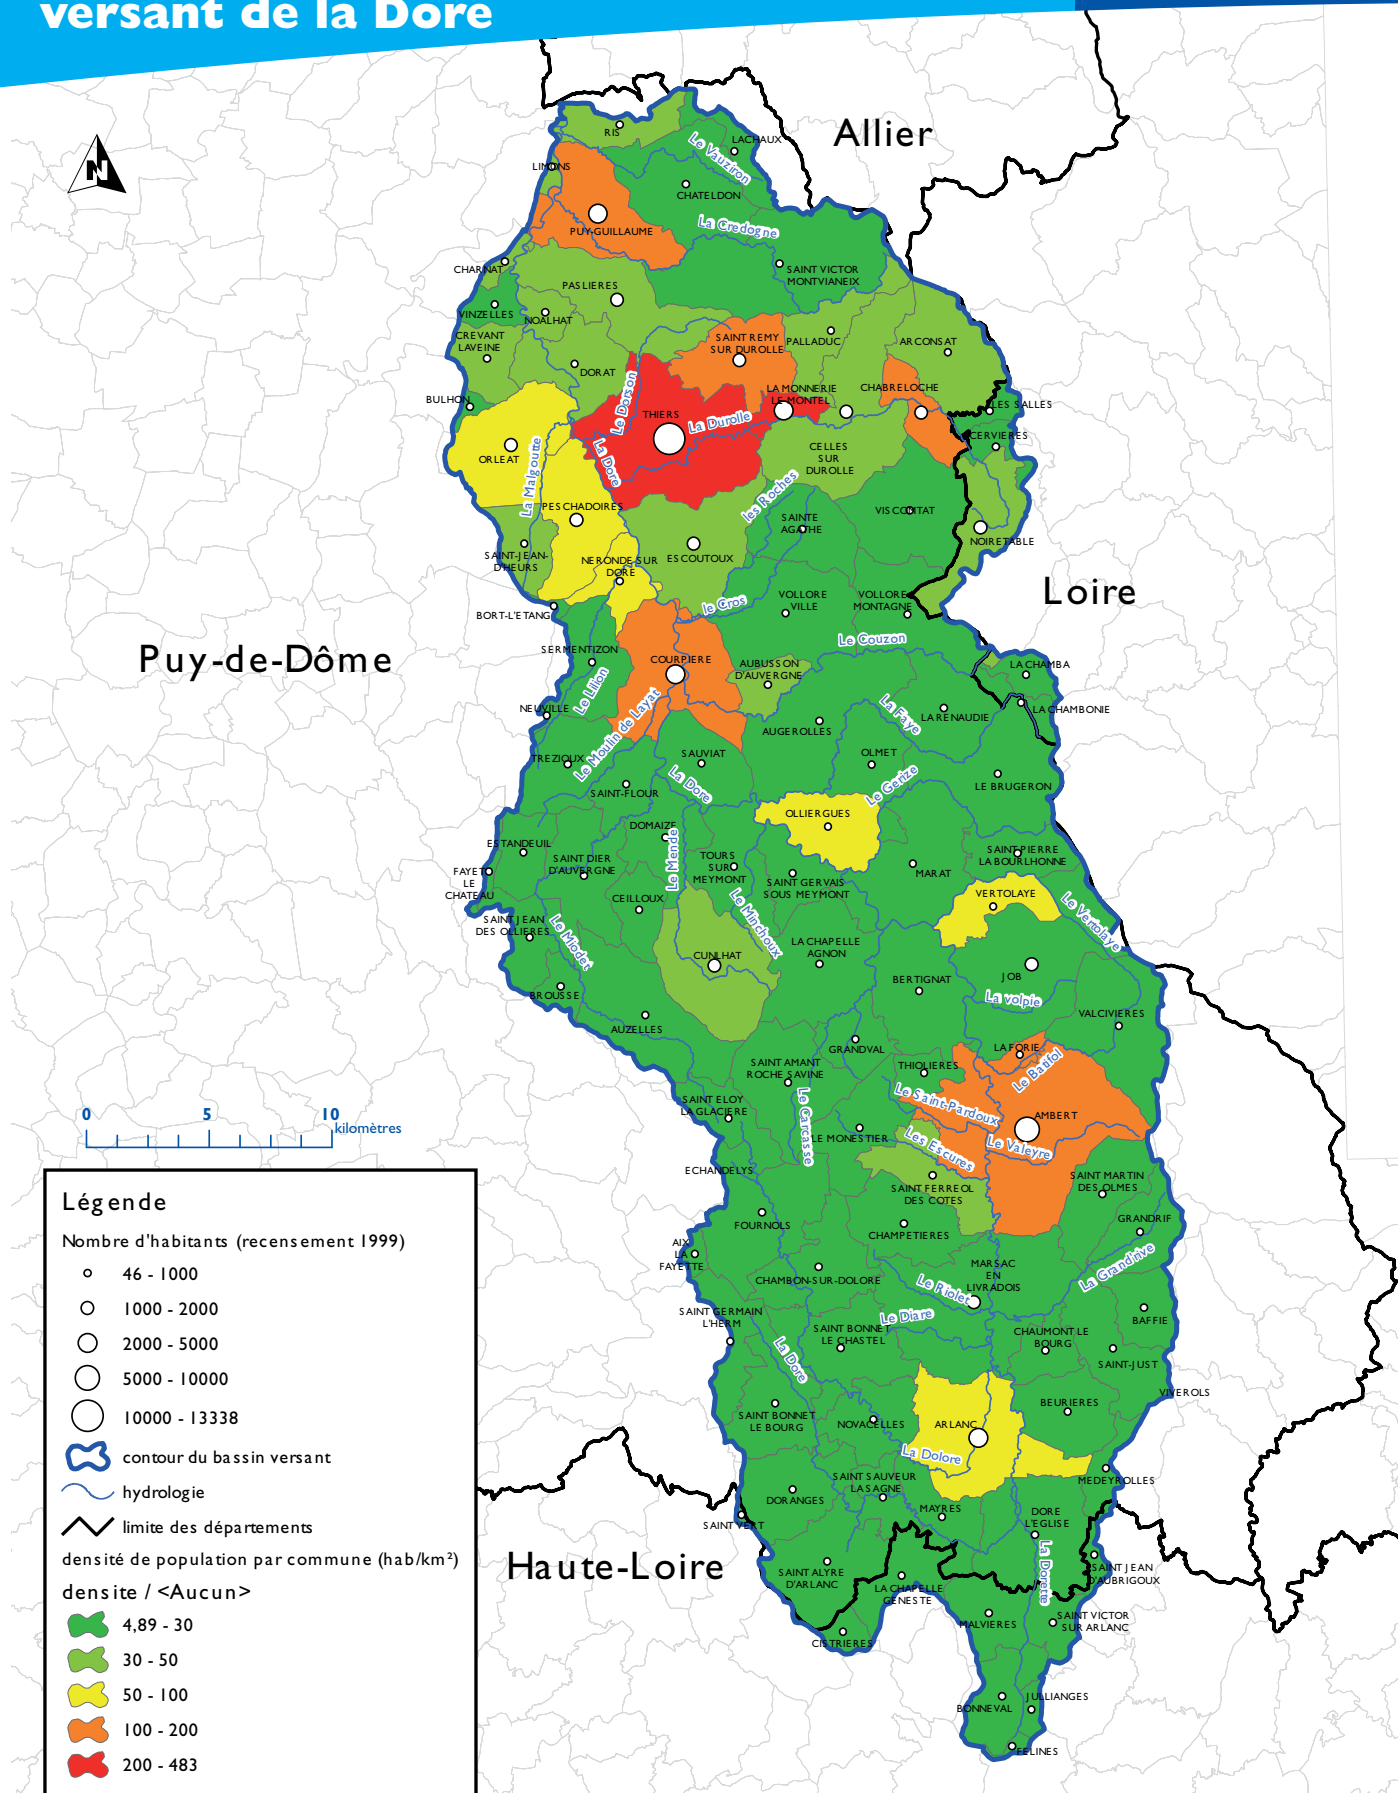 versant de la Dore
N
Allier
Loire
Puy-de-Dôme
Haute-Loire
RIS
LACHAUX
Le Vauziron
LIMONS
CHATELDON
PUY-GUILLAUME
La Credogne
CHARNAT
SAINT VICTOR
MONTVIANEIX
PASLIERES
VINZELLES
NOALHAT
CREVANT
LAVEINE
SAINT REMY
SUR DUROLLE
PALLADUC
ARCONSAT
DORAT
Le Dorson
LA MONNERIE
LE MONTEL
CHABRELOCHE
BULHON
THIERS
La Durolle
LES SALLES
CERVIERES
ORLEAT
La Malgoutte
La Dore
CELLES
SUR
DUROLLE
les Roches
PESCHADOIRES
SAINTE
AGATHE
VISCOMTAT
NOIRETABLE
SAINT-JEAN-
D'HEURS
NERONDE-SUR
DORE
ESCOUTOUX
BORT-L'ETANG
le Cros
VOLLORE
VILLE
VOLLORE
MONTAGNE
Le Couzon
SERMENTIZON
COURPIERE
AUBUSSON
D'AUVERGNE
LA CHAMBA
Le Lilion
NEUVILLE
Le Moulin de Layat
La Faye
LA RENAUDIE
LA CHAMBONIE
AUGEROLLES
TREZIOUX
SAUVIAT
OLMET
La Dore
Le Gerize
LE BRUGERON
SAINT-FLOUR
OLLIERGUES
DOMAIZE
ESTANDEUIL
SAINT DIER
D'AUVERGNE
Le Mende
TOURS
SUR
MEYMONT
SAINT-PIERRE
LA BOURLHONNE
FAYET
LE
CHATEAU
SAINT GERVAIS
SOUS MEYMONT
MARAT
CEILLOUX
Le Minchoux
VERTOLAYE
Le Vertolaye
SAINT JEAN
DES OLLIERES
Le Miodet
LA CHAPELLE
AGNON
CUNLHAT
JOB
BERTIGNAT
La volpie
BROUSSE
VALCIVIERES
AUZELLES
GRANDVAL
LA FORIE
SAINT AMANT
ROCHE SAVINE
THIOLIERES
Le Batifol
SAINT ELOY
LA GLACIERE
Le Carcasse
Le Saint-Pardoux
AMBERT
LE MONESTIER
Les Escures
Le Valeyre
ECHANDELYS
SAINT FERREOL
DES COTES
SAINT MARTIN
DES OLMES
FOURNOLS
CHAMPETIERES
GRANDRIF
AIX
LA
FAYETTE
La Grandrive
CHAMBON-SUR-DOLORE
MARSAC
EN
LIVRADOIS
Le Riolet
SAINT GERMAIN
L'HERM
Le Diare
BAFFIE
SAINT BONNET
LE CHASTEL
CHAUMONT LE
BOURG
La Dore
SAINT-JUST
VIVEROLS
BEURIERES
SAINT BONNET
LE BOURG
NOVACELLES
ARLANC
La Dolore
SAINT SAUVEUR
LA SAGNE
MEDEYROLLES
DORANGES
MAYRES
DORE
L'EGLISE
SAINT VERT
La Dorette
SAINT ALYRE
D'ARLANC
LA CHAPELLE
GENESTE
SAINT JEAN
D'AUBRIGOUX
MALVIERES
SAINT VICTOR
SUR ARLANC
CISTRIERES
JULLIANGES
BONNEVAL
FELINES
0 5 10
kilomètres
Légende
Nombre d'habitants (recensement 1999)
46 - 1000
1000 - 2000
2000 - 5000
5000 - 10000
10000 - 13338
contour du bassin versant
hydrologie
limite des départements
densité de population par commune (hab/km²)
densite / <Aucun>
4,89 - 30
30 - 50
50 - 100
100 - 200
200 - 483